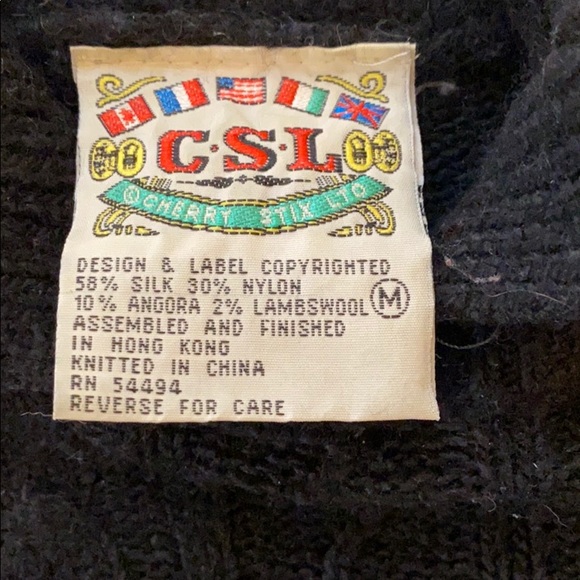 C·S·L
©CHERRY STIX LTD
DESIGN & LABEL COPYRIGHTED
58% SILK 30% NYLON
10% ANGORA 2% LAMBSWOOL Ⓜ
ASSEMBLED AND FINISHED
IN HONG KONG
KNITTED IN CHINA
RN 54494
REVERSE FOR CARE